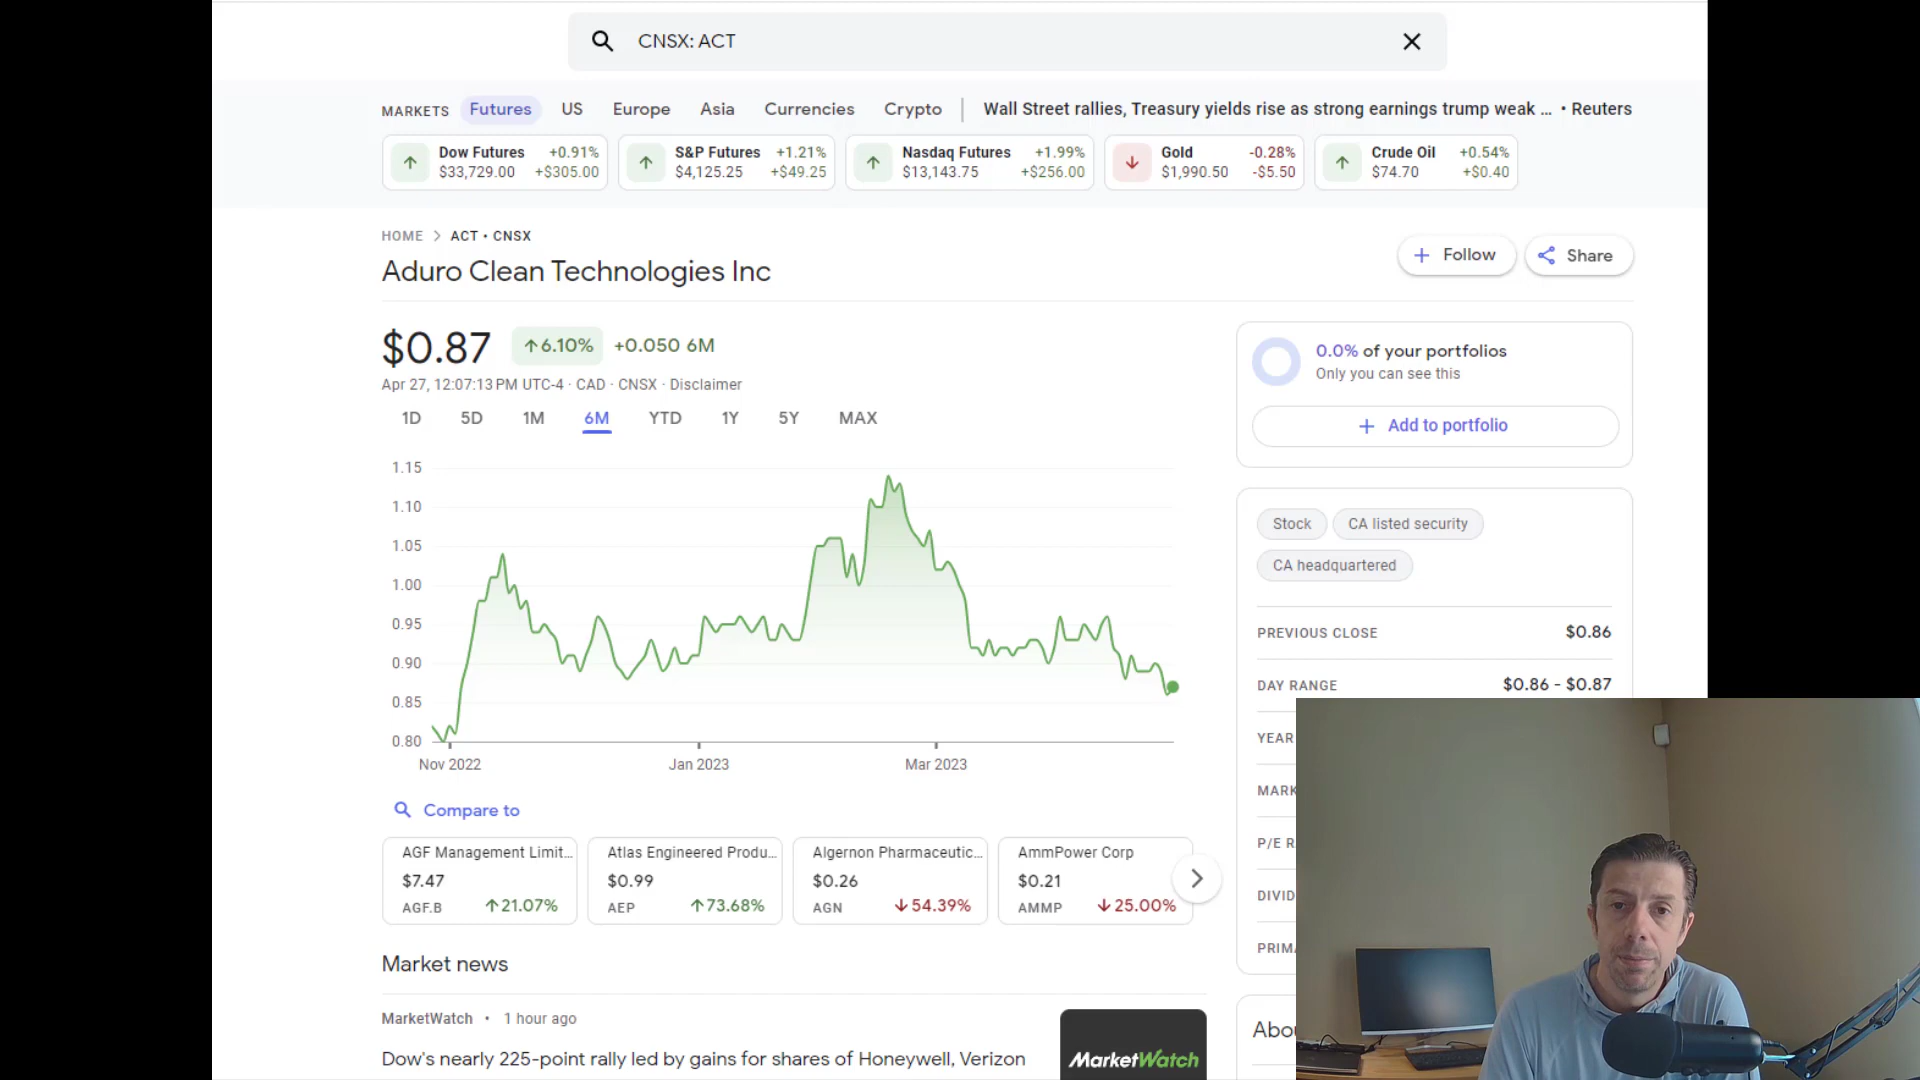 CNSX: ACT
MARKETS Futures US Europe Asia Currencies Crypto Wall Street rallies, Treasury yields rise as strong earnings trump weak ... • Reuters
Dow Futures +0.91% S&P Futures +1.21% Nasdaq Futures +1.99% Gold -0.28% Crude Oil +0.54%
$33,729.00 +$305.00 $4,125.25 +$49.25 $13,143.75 +$256.00 $1,990.50 -$5.50 $74.70 +$0.40
HOME > ACT • CNSX
Aduro Clean Technologies Inc
+ Follow Share
$0.87 ↑6.10% +0.050 6M
Apr 27, 12:07:13 PM UTC-4 · CAD · CNSX · Disclaimer
1D 5D 1M 6M YTD 1Y 5Y MAX
1.15
1.10
1.05
1.00
0.95
0.90
0.85
0.80
Nov 2022 Jan 2023 Mar 2023
Compare to
AGF Management Limit... Atlas Engineered Produ... Algernon Pharmaceutic... AmmPower Corp
$7.47 $0.99 $0.26 $0.21
AGF.B ↑21.07% AEP ↑73.68% AGN ↓54.39% AMMP ↓25.00%
Market news
MarketWatch • 1 hour ago
Dow's nearly 225-point rally led by gains for shares of Honeywell, Verizon
MarketWatch
0.0% of your portfolios
Only you can see this
+ Add to portfolio
Stock CA listed security
CA headquartered
PREVIOUS CLOSE $0.86
DAY RANGE $0.86 - $0.87
YEAR
MARK
P/E R
DIVID
PRIM
Abo